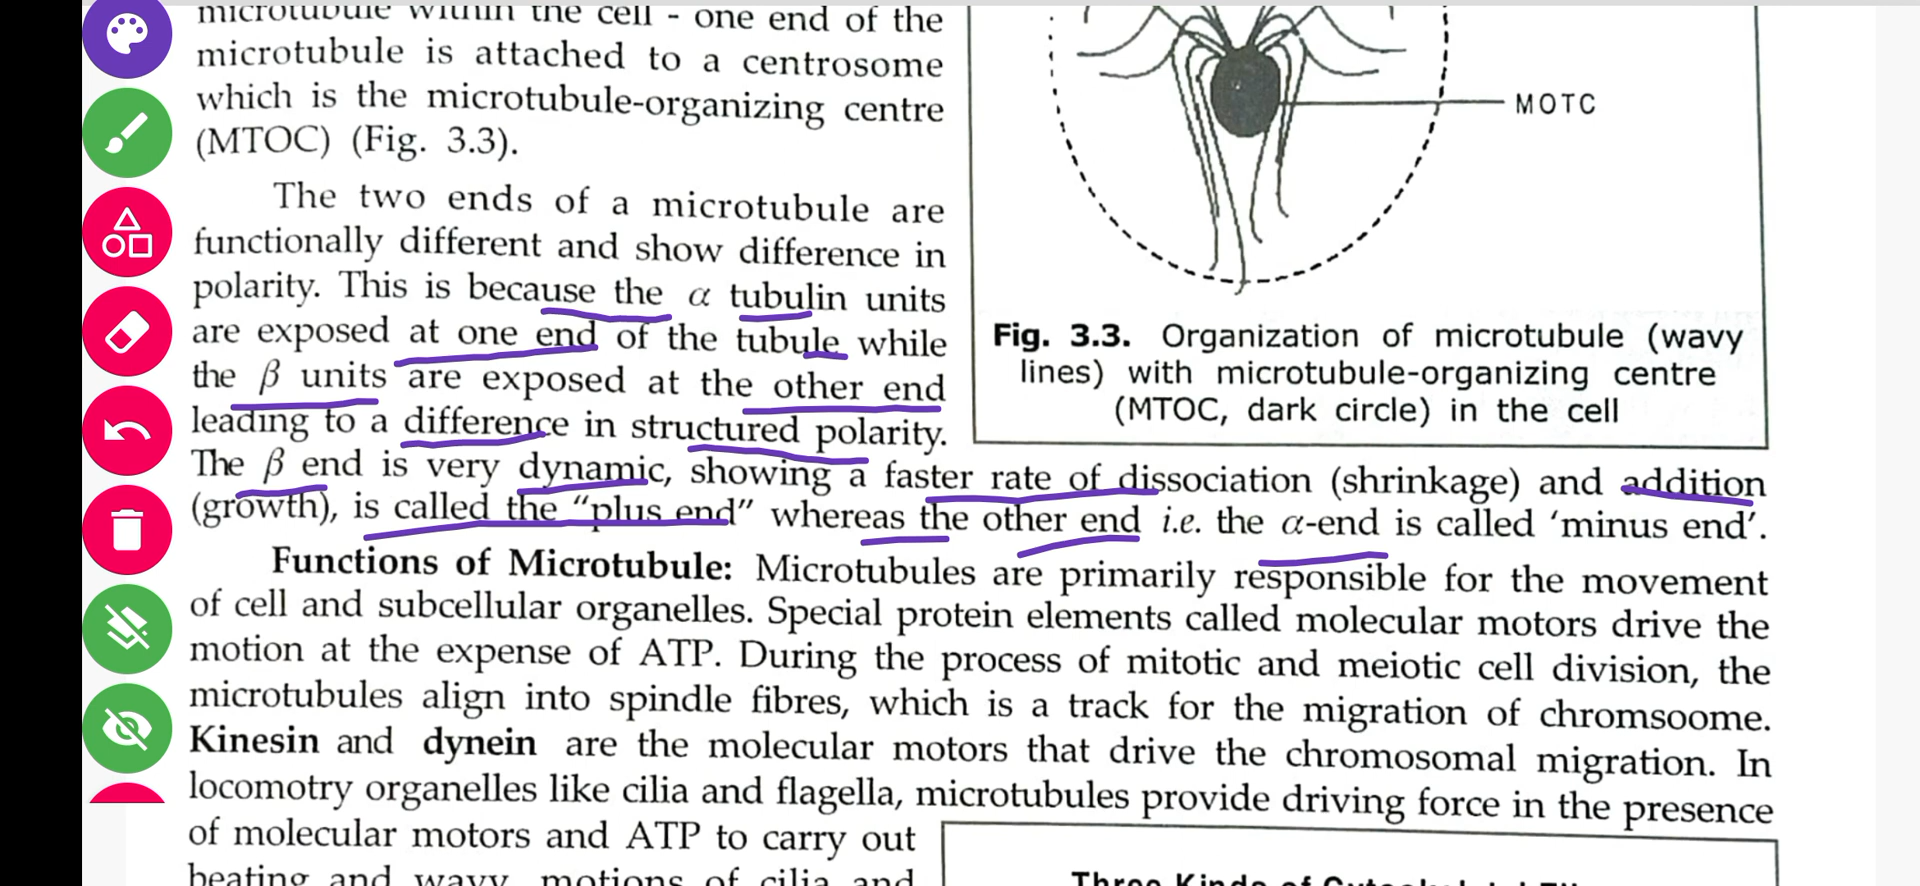 microtubule within the cell - one end of the
microtubule is attached to a centrosome
which is the microtubule-organizing centre
(MTOC) (Fig. 3.3).
The two ends of a microtubule are
functionally different and show difference in
polarity. This is because the α tubulin units
are exposed at one end of the tubule while
the β units are exposed at the other end
leading to a difference in structured polarity.
The β end is very dynamic, showing a faster rate of dissociation (shrinkage) and addition
(growth), is called the “plus end” whereas the other end i.e. the α-end is called ‘minus end’.
MOTC
Fig. 3.3. Organization of microtubule (wavy
lines) with microtubule-organizing centre
(MTOC, dark circle) in the cell
Functions of Microtubule: Microtubules are primarily responsible for the movement
of cell and subcellular organelles. Special protein elements called molecular motors drive the
motion at the expense of ATP. During the process of mitotic and meiotic cell division, the
microtubules align into spindle fibres, which is a track for the migration of chromsoome.
Kinesin and dynein are the molecular motors that drive the chromosomal migration. In
locomotry organelles like cilia and flagella, microtubules provide driving force in the presence
of molecular motors and ATP to carry out
beating and wavy motions of cilia and
Three Kinds of